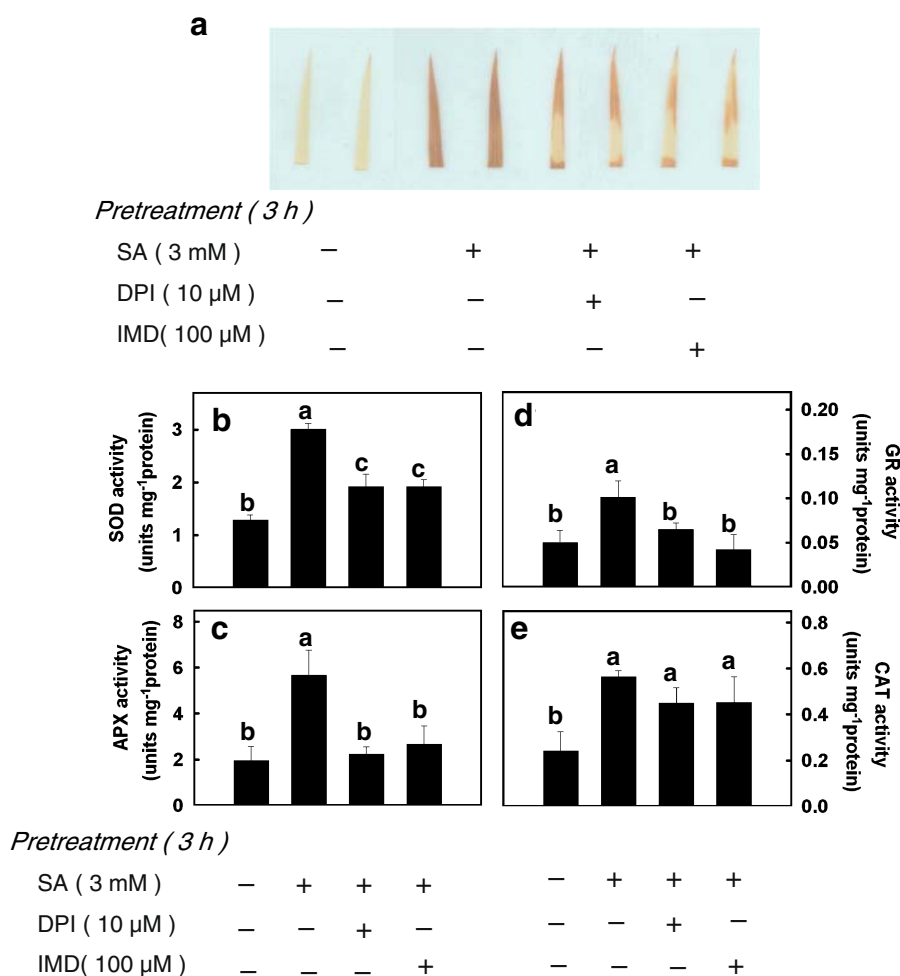 a
Pretreatment ( 3 h )
SA ( 3 mM ) – + + +
DPI ( 10 µM ) – – + –
IMD( 100 µM ) – – – +
b
SOD activity
(units mg⁻¹protein)
3
2
1
0
b a c c
d
GR activity
(units mg⁻¹protein)
0.20
0.15
0.10
0.05
0.00
b a b b
c
APX activity
(units mg⁻¹protein)
8
6
4
2
0
b a b b
e
CAT activity
(units mg⁻¹protein)
0.8
0.6
0.4
0.2
0.0
b a a a
Pretreatment ( 3 h )
SA ( 3 mM ) – + + + – + + +
DPI ( 10 µM ) – – + – – – + –
IMD( 100 µM ) – – – + – – – +